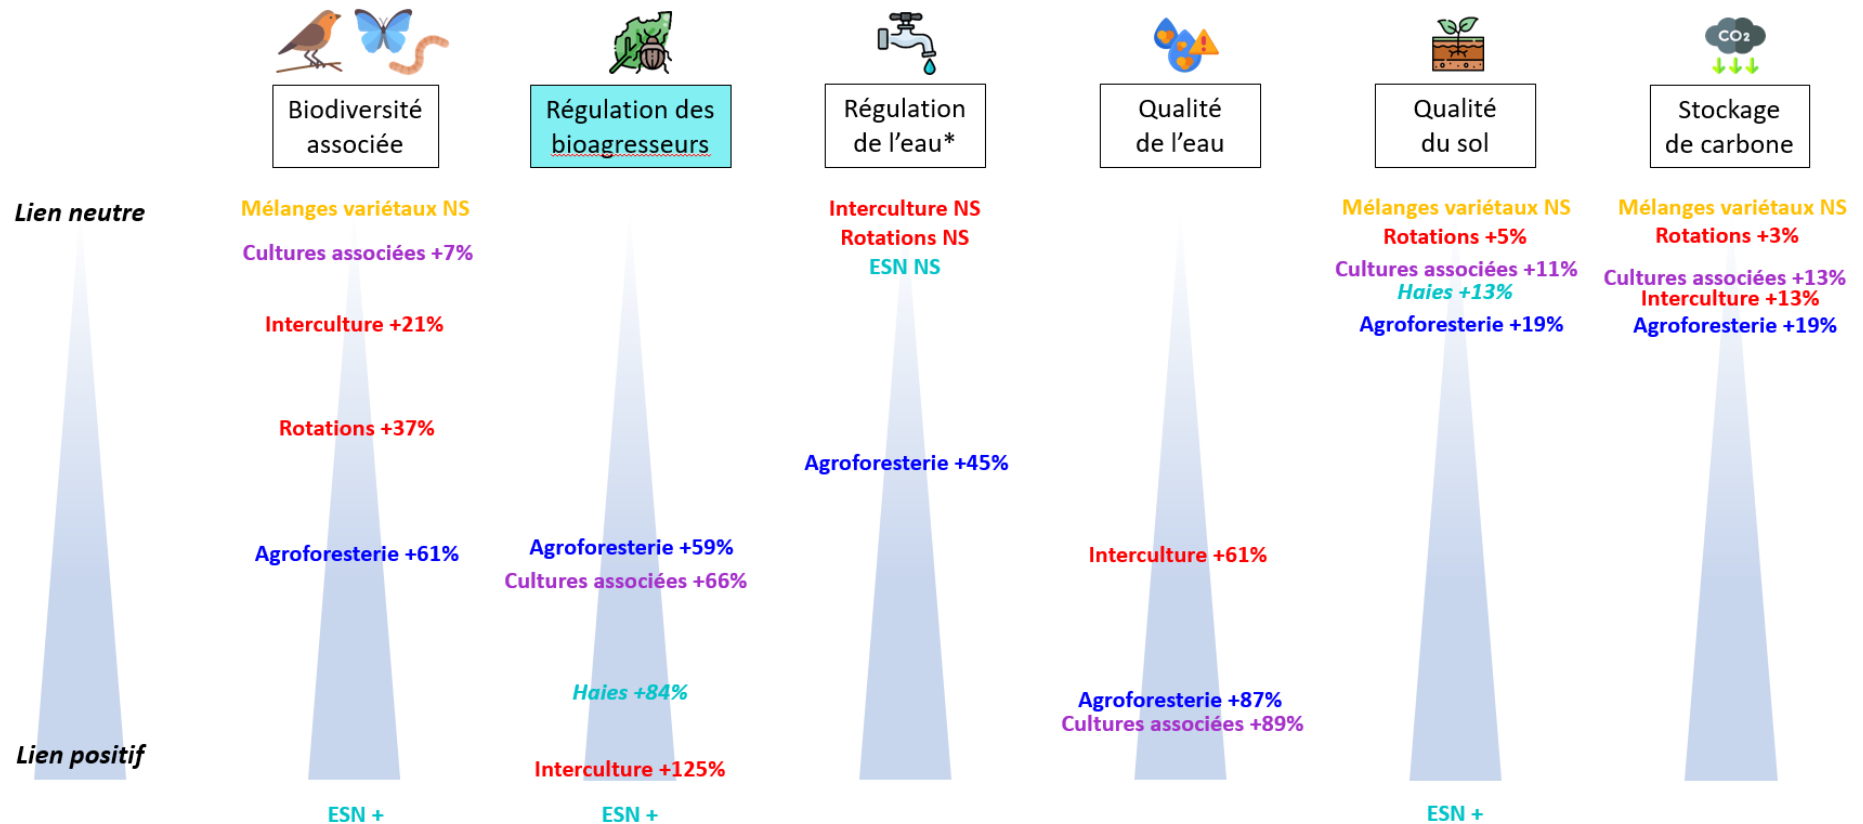 CO₂
Biodiversité
associée
Régulation des
bioagresseurs
Régulation
de l'eau*
Qualité
de l'eau
Qualité
du sol
Stockage
de carbone
Lien neutre
Lien positif
Mélanges variétaux NS
Cultures associées +7%
Interculture +21%
Rotations +37%
Agroforesterie +61%
ESN +
Agroforesterie +59%
Cultures associées +66%
Haies +84%
Interculture +125%
ESN +
Interculture NS
Rotations NS
ESN NS
Agroforesterie +45%
Interculture +61%
Agroforesterie +87%
Cultures associées +89%
Mélanges variétaux NS
Rotations +5%
Cultures associées +11%
Haies +13%
Agroforesterie +19%
ESN +
Mélanges variétaux NS
Rotations +3%
Cultures associées +13%
Interculture +13%
Agroforesterie +19%